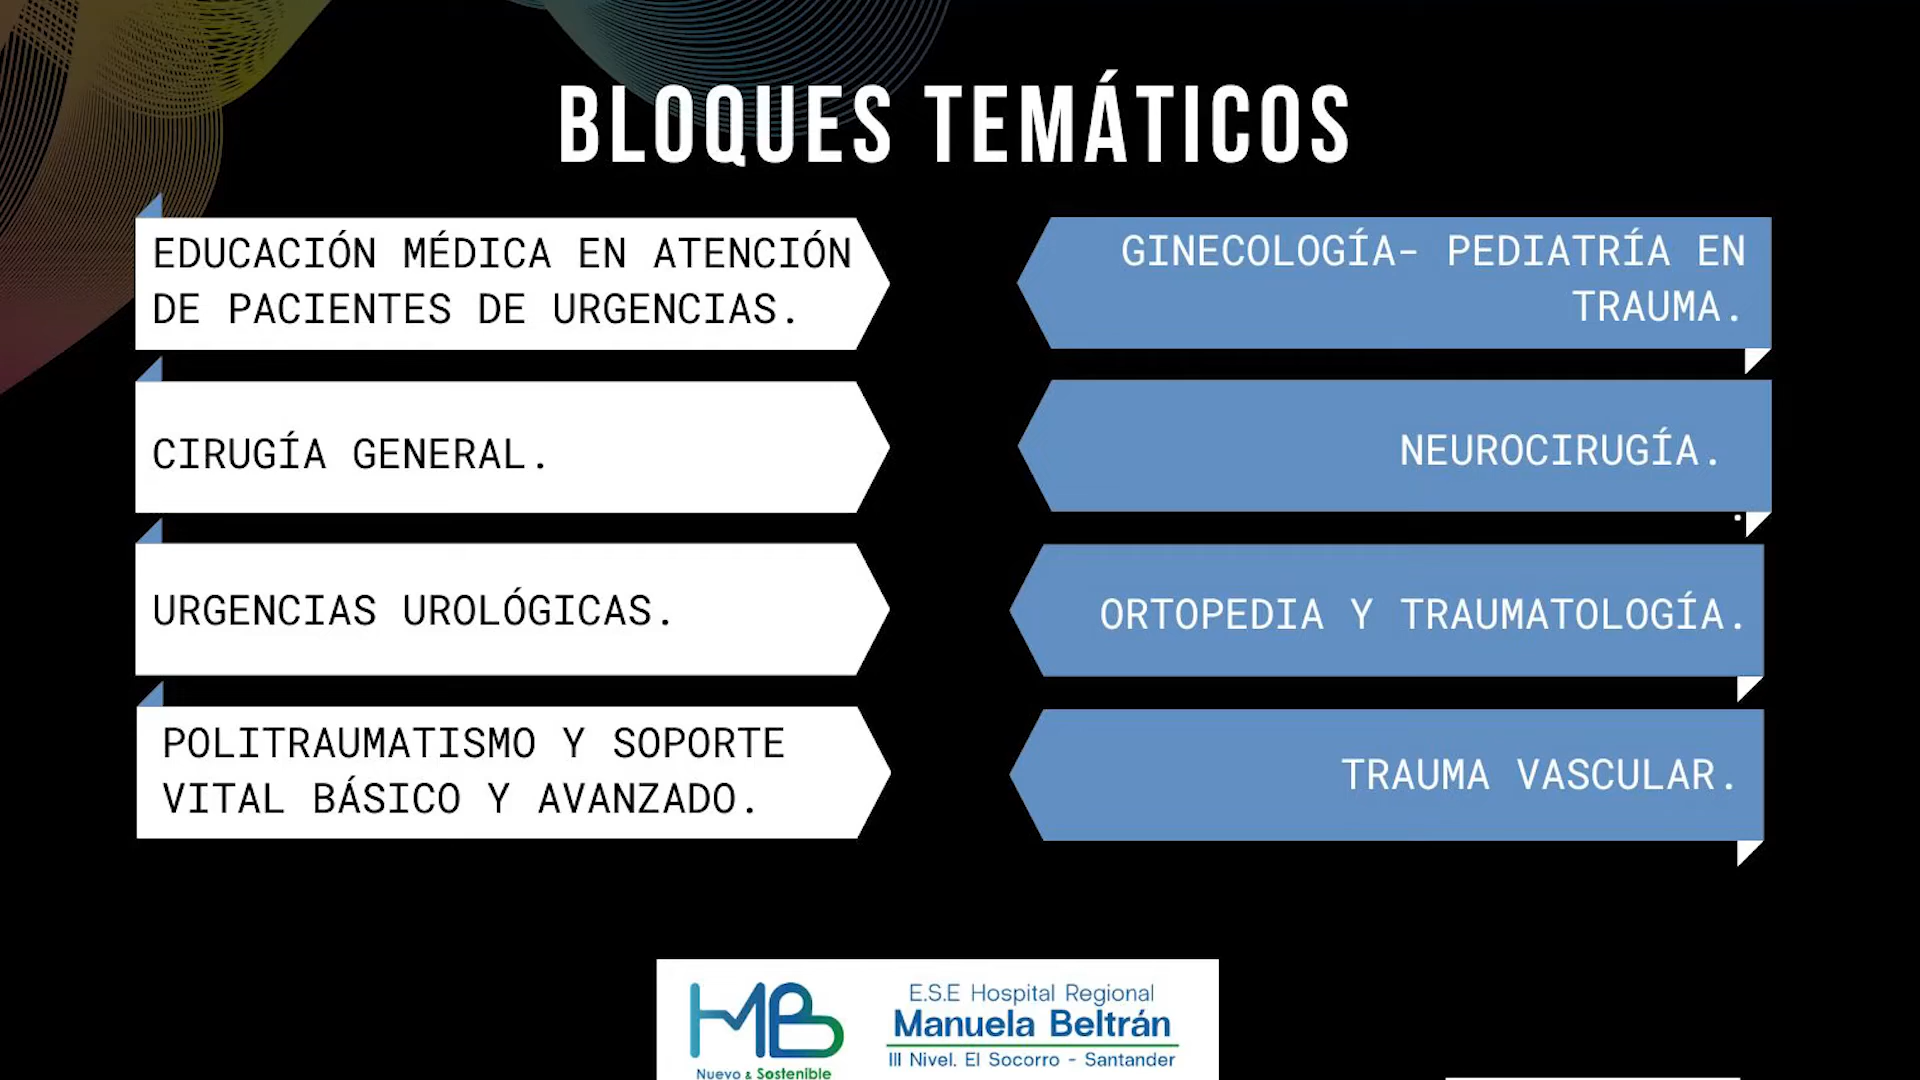 BLOQUES TEMÁTICOS
EDUCACIÓN MÉDICA EN ATENCIÓN
DE PACIENTES DE URGENCIAS.
CIRUGÍA GENERAL.
URGENCIAS UROLÓGICAS.
POLITRAUMATISMO Y SOPORTE
VITAL BÁSICO Y AVANZADO.
GINECOLOGÍA- PEDIATRÍA EN
TRAUMA.
NEUROCIRUGÍA.
.
ORTOPEDIA Y TRAUMATOLOGÍA.
TRAUMA VASCULAR.
MB
Nuevo & Sostenible
E.S.E Hospital Regional
Manuela Beltrán
III Nivel. El Socorro - Santander